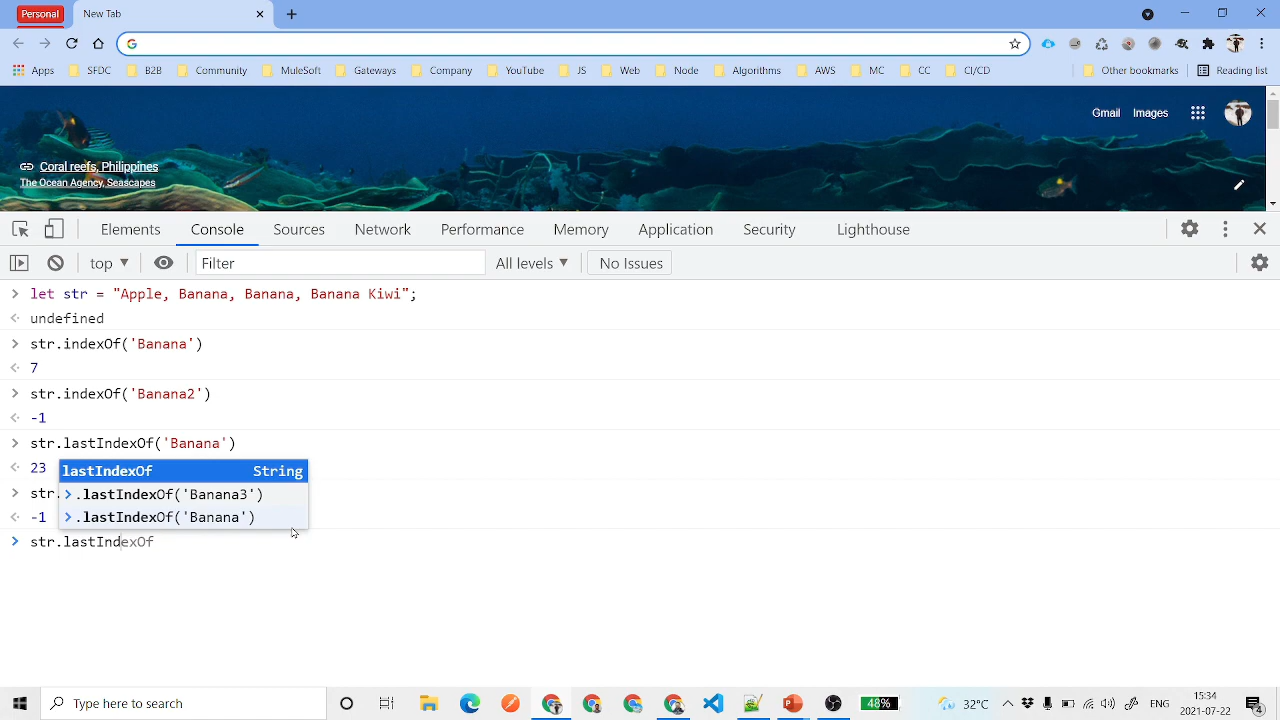 Personal
New Tab
Apps SFDC B2B Community MuleSoft Gateways Company YouTube JS Web Node Algorithms AWS MC CC CI/CD Other bookmarks Reading list
Gmail Images
Coral reefs, Philippines
The Ocean Agency, Seascapes
Elements Console Sources Network Performance Memory Application Security Lighthouse
top Filter All levels No Issues
let str = "Apple, Banana, Banana, Banana Kiwi";
undefined
str.indexOf('Banana')
7
str.indexOf('Banana2')
-1
str.lastIndexOf('Banana')
23
lastIndexOf String
str.
.lastIndexOf('Banana3')
-1
.lastIndexOf('Banana')
str.lastIndexOf
Type here to search
48%
32°C
ENG
15:34
2021-07-22
4